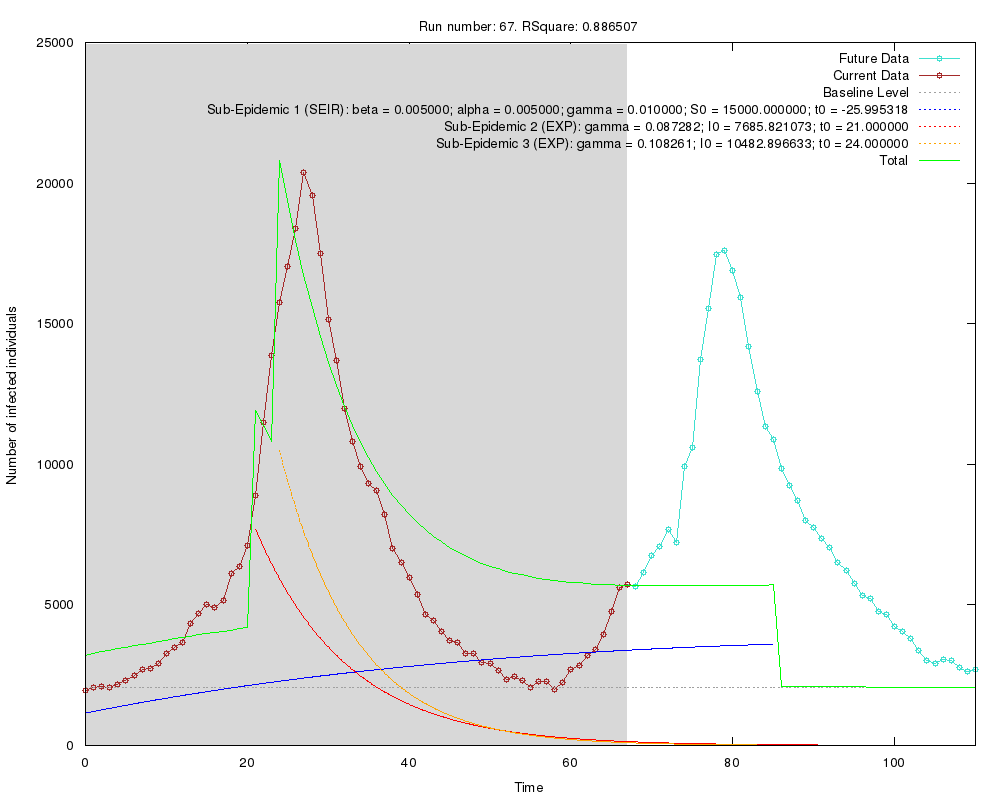 Run number: 67. RSquare: 0.886507
25000
20000
15000
10000
5000
0
Number of infected individuals
Future Data
Current Data
Baseline Level
Sub-Epidemic 1 (SEIR): beta = 0.005000; alpha = 0.005000; gamma = 0.010000; S0 = 15000.000000; t0 = -25.995318
Sub-Epidemic 2 (EXP): gamma = 0.087282; I0 = 7685.821073; t0 = 21.000000
Sub-Epidemic 3 (EXP): gamma = 0.108261; I0 = 10482.896633; t0 = 24.000000
Total
0 20 40 60 80 100
Time